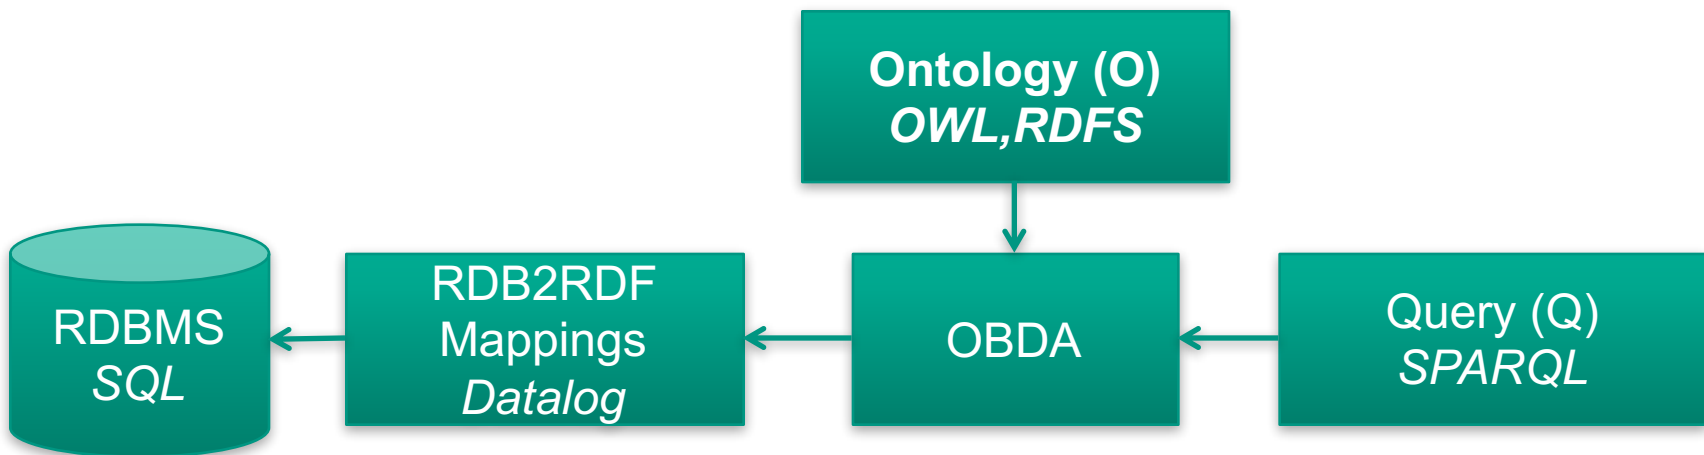 Ontology (O)
OWL,RDFS
RDBMS
SQL
RDB2RDF
Mappings
Datalog
OBDA
Query (Q)
SPARQL